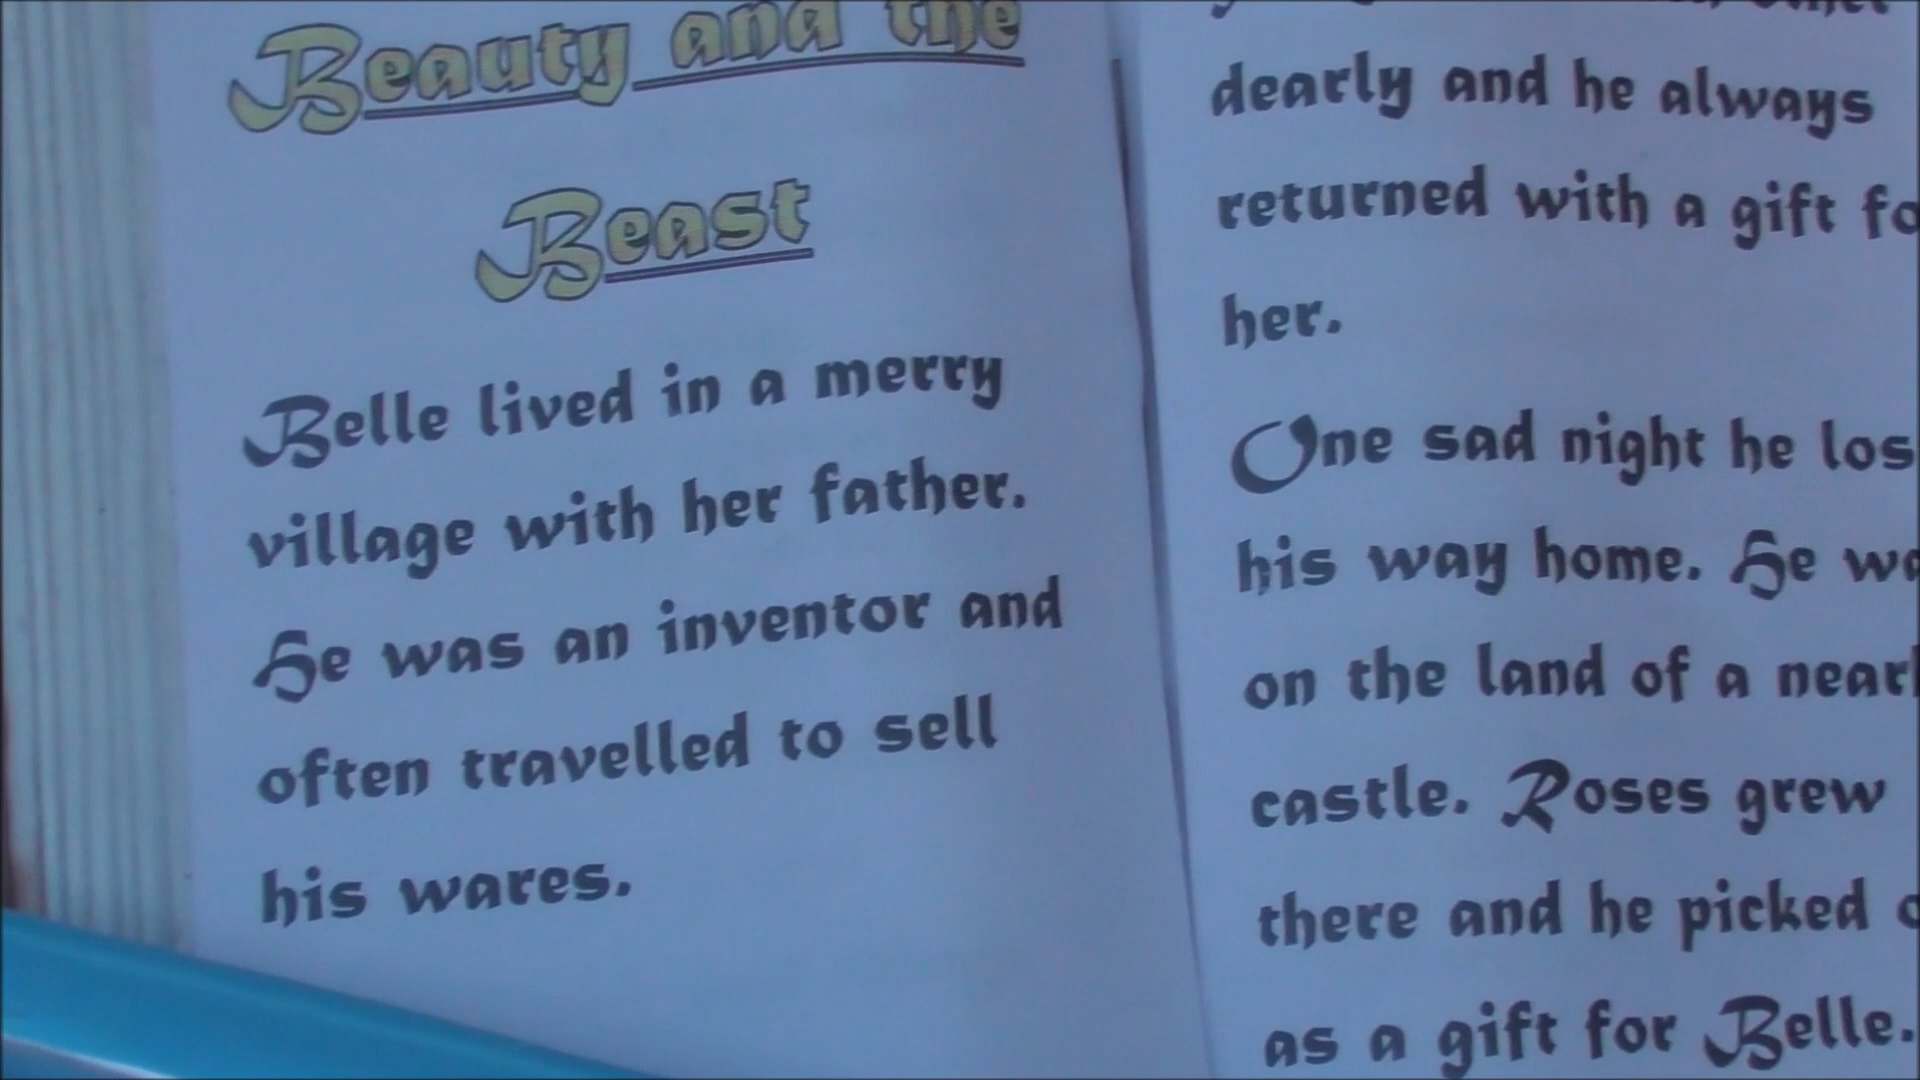 Beauty and the
Beast
Belle lived in a merry
village with her father.
He was an inventor and
often travelled to sell
his wares.
dearly and he always
returned with a gift
her.
One sad night he
his way home. He
on the land of a
castle. Roses grew
there and he picked
as a gift for Belle.